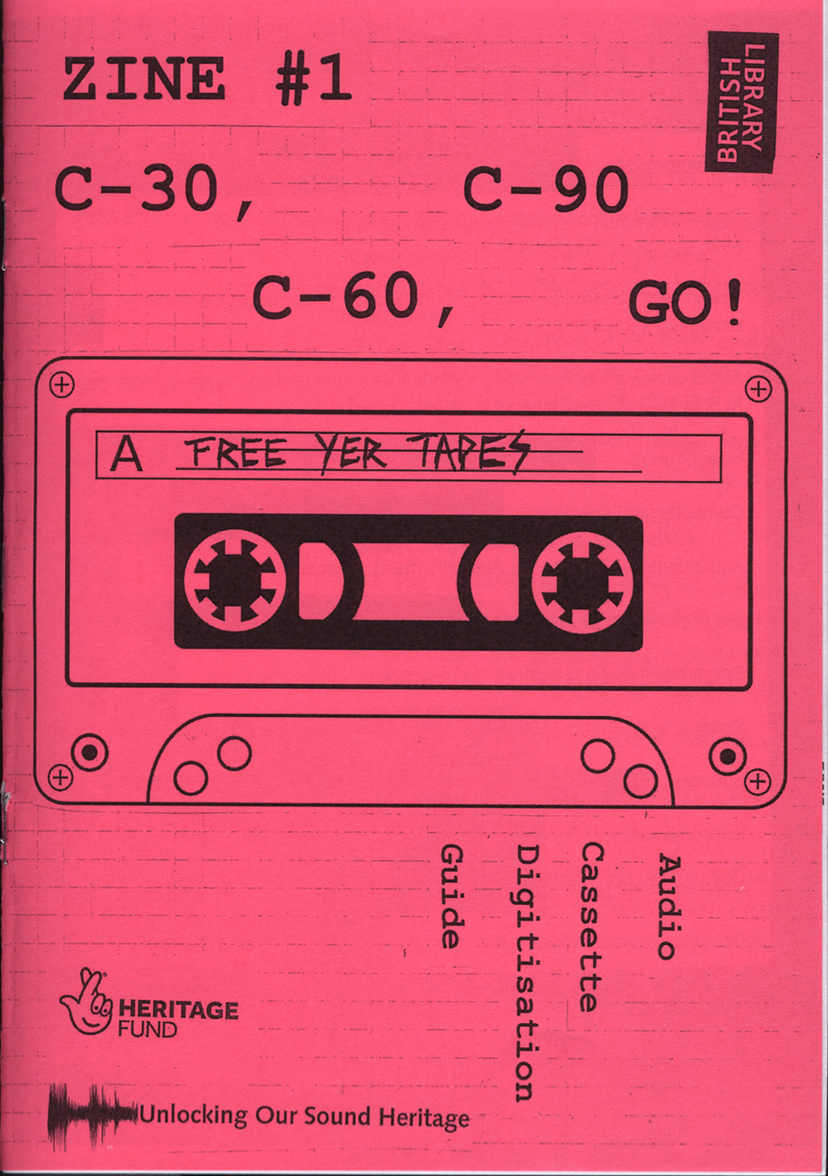 ZINE #1
LIBRARY
BRITISH
C-30, C-90
C-60, GO!
A FREE YER TAPES
Audio
Cassette
Digitisation
Guide
HERITAGE
FUND
Unlocking Our Sound Heritage